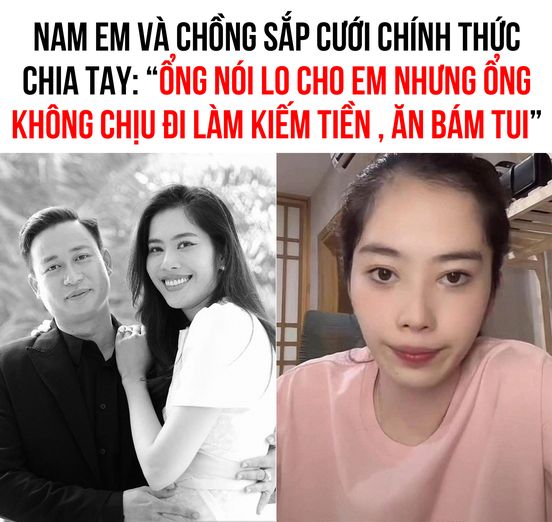 NAM EM VÀ CHỒNG SẮP CƯỚI CHÍNH THỨC
CHIA TAY: “ỔNG NÓI LO CHO EM NHƯNG ỔNG
KHÔNG CHỊU ĐI LÀM KIẾM TIỀN , ĂN BÁM TUI”